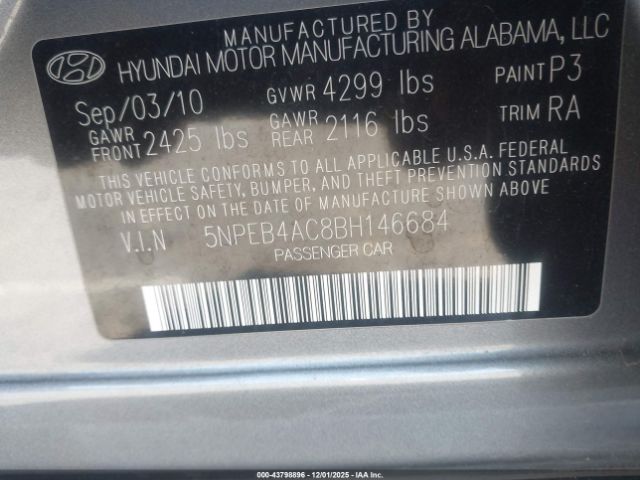 MANUFACTURED BY
HYUNDAI MOTOR MANUFACTURING ALABAMA, LLC
Sep/03/10 GVWR 4299 lbs PAINT P3
GAWR FRONT 2425 lbs GAWR REAR 2116 lbs TRIM RA
THIS VEHICLE CONFORMS TO ALL APPLICABLE U.S.A. FEDERAL
MOTOR VEHICLE SAFETY, BUMPER, AND THEFT PREVENTION STANDARDS
IN EFFECT ON THE DATE OF MANUFACTURE SHOWN ABOVE
V.I.N 5NPEB4AC8BH146684
PASSENGER CAR
000-43798896 - 12/01/2025 - IAA Inc.